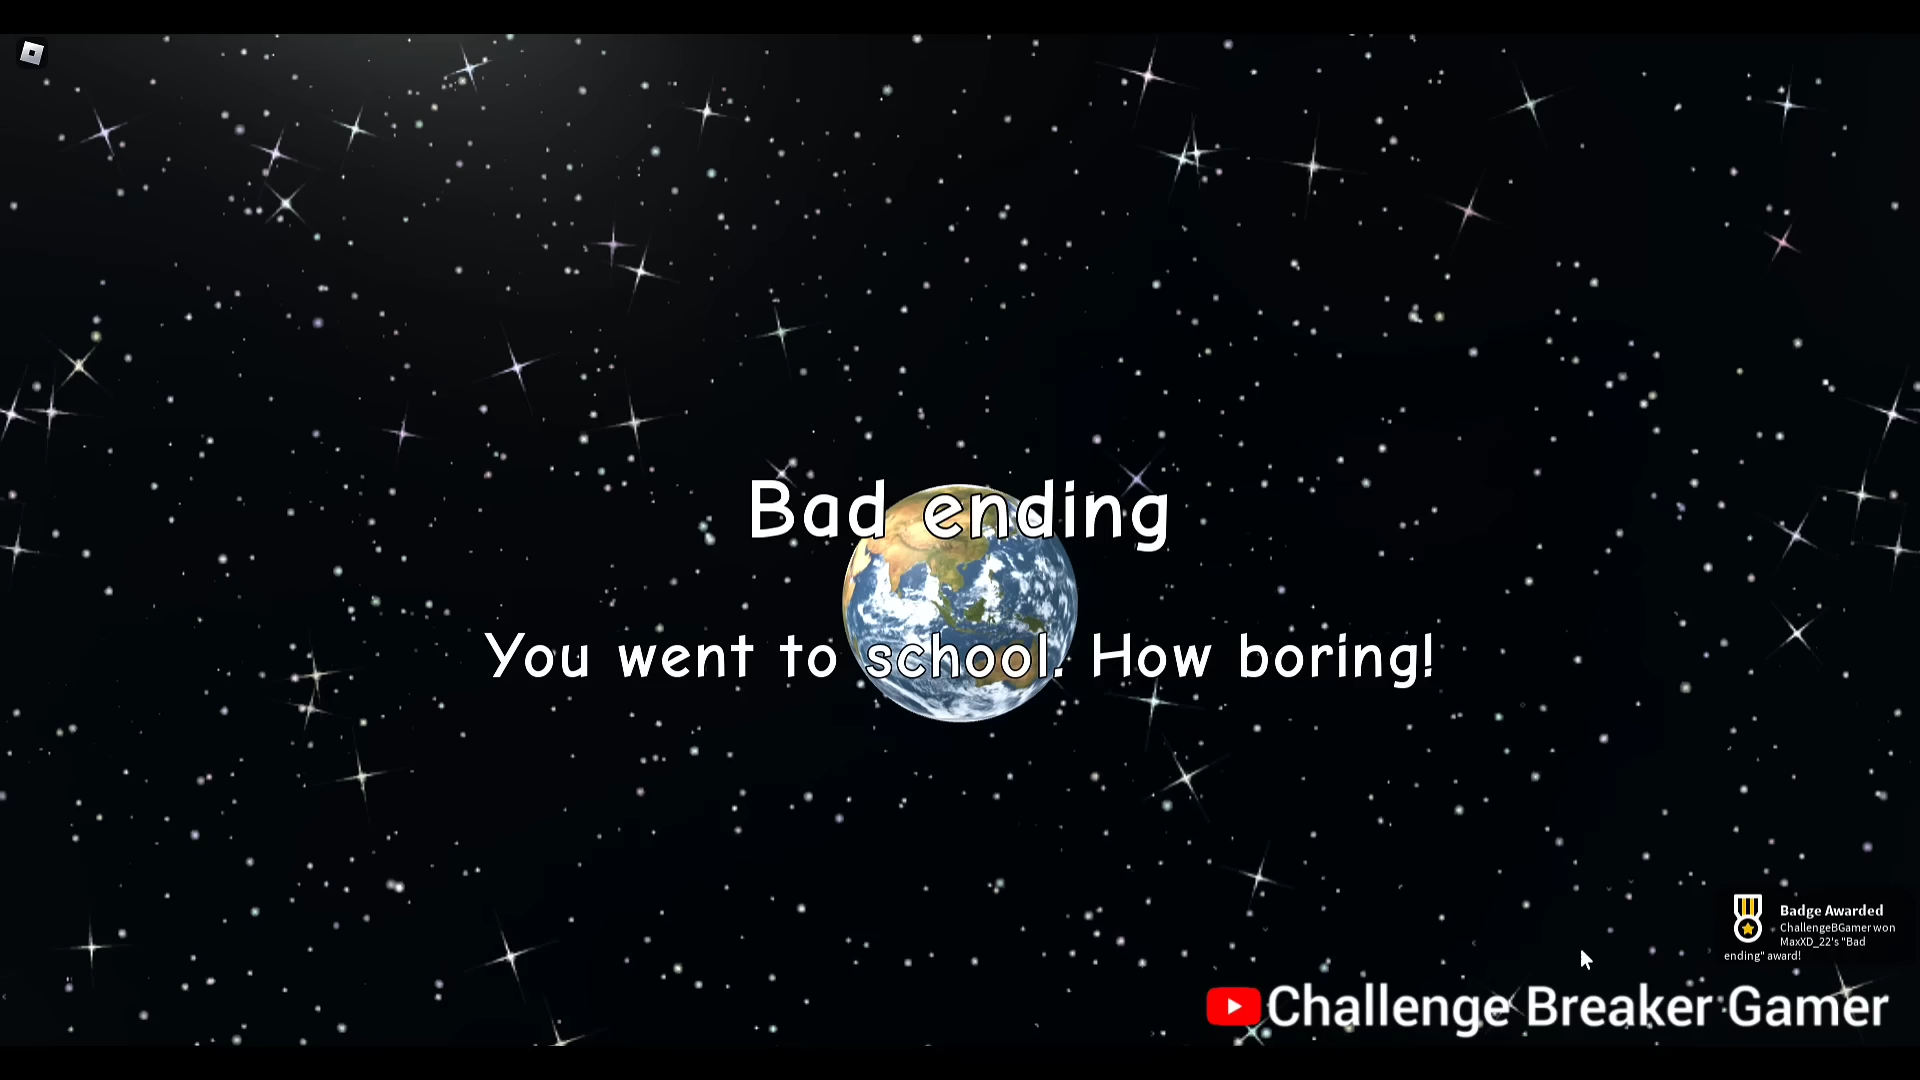 Bad ending
You went to school. How boring!
Badge Awarded
ChallengeBGamer won
MaxXD_22's "Bad
ending" award!
Challenge Breaker Gamer